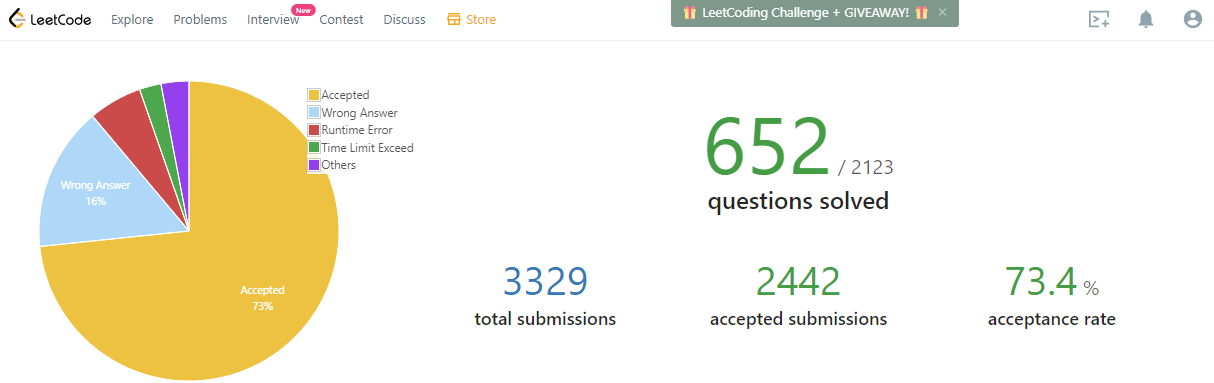 LeetCode Explore Problems Interview New Contest Discuss Store
🎁 LeetCoding Challenge + GIVEAWAY! 🎁 ×
Accepted
Wrong Answer
Runtime Error
Time Limit Exceed
Others
Wrong Answer
16%
Accepted
73%
652 / 2123
questions solved
3329
total submissions
2442
accepted submissions
73.4 %
acceptance rate